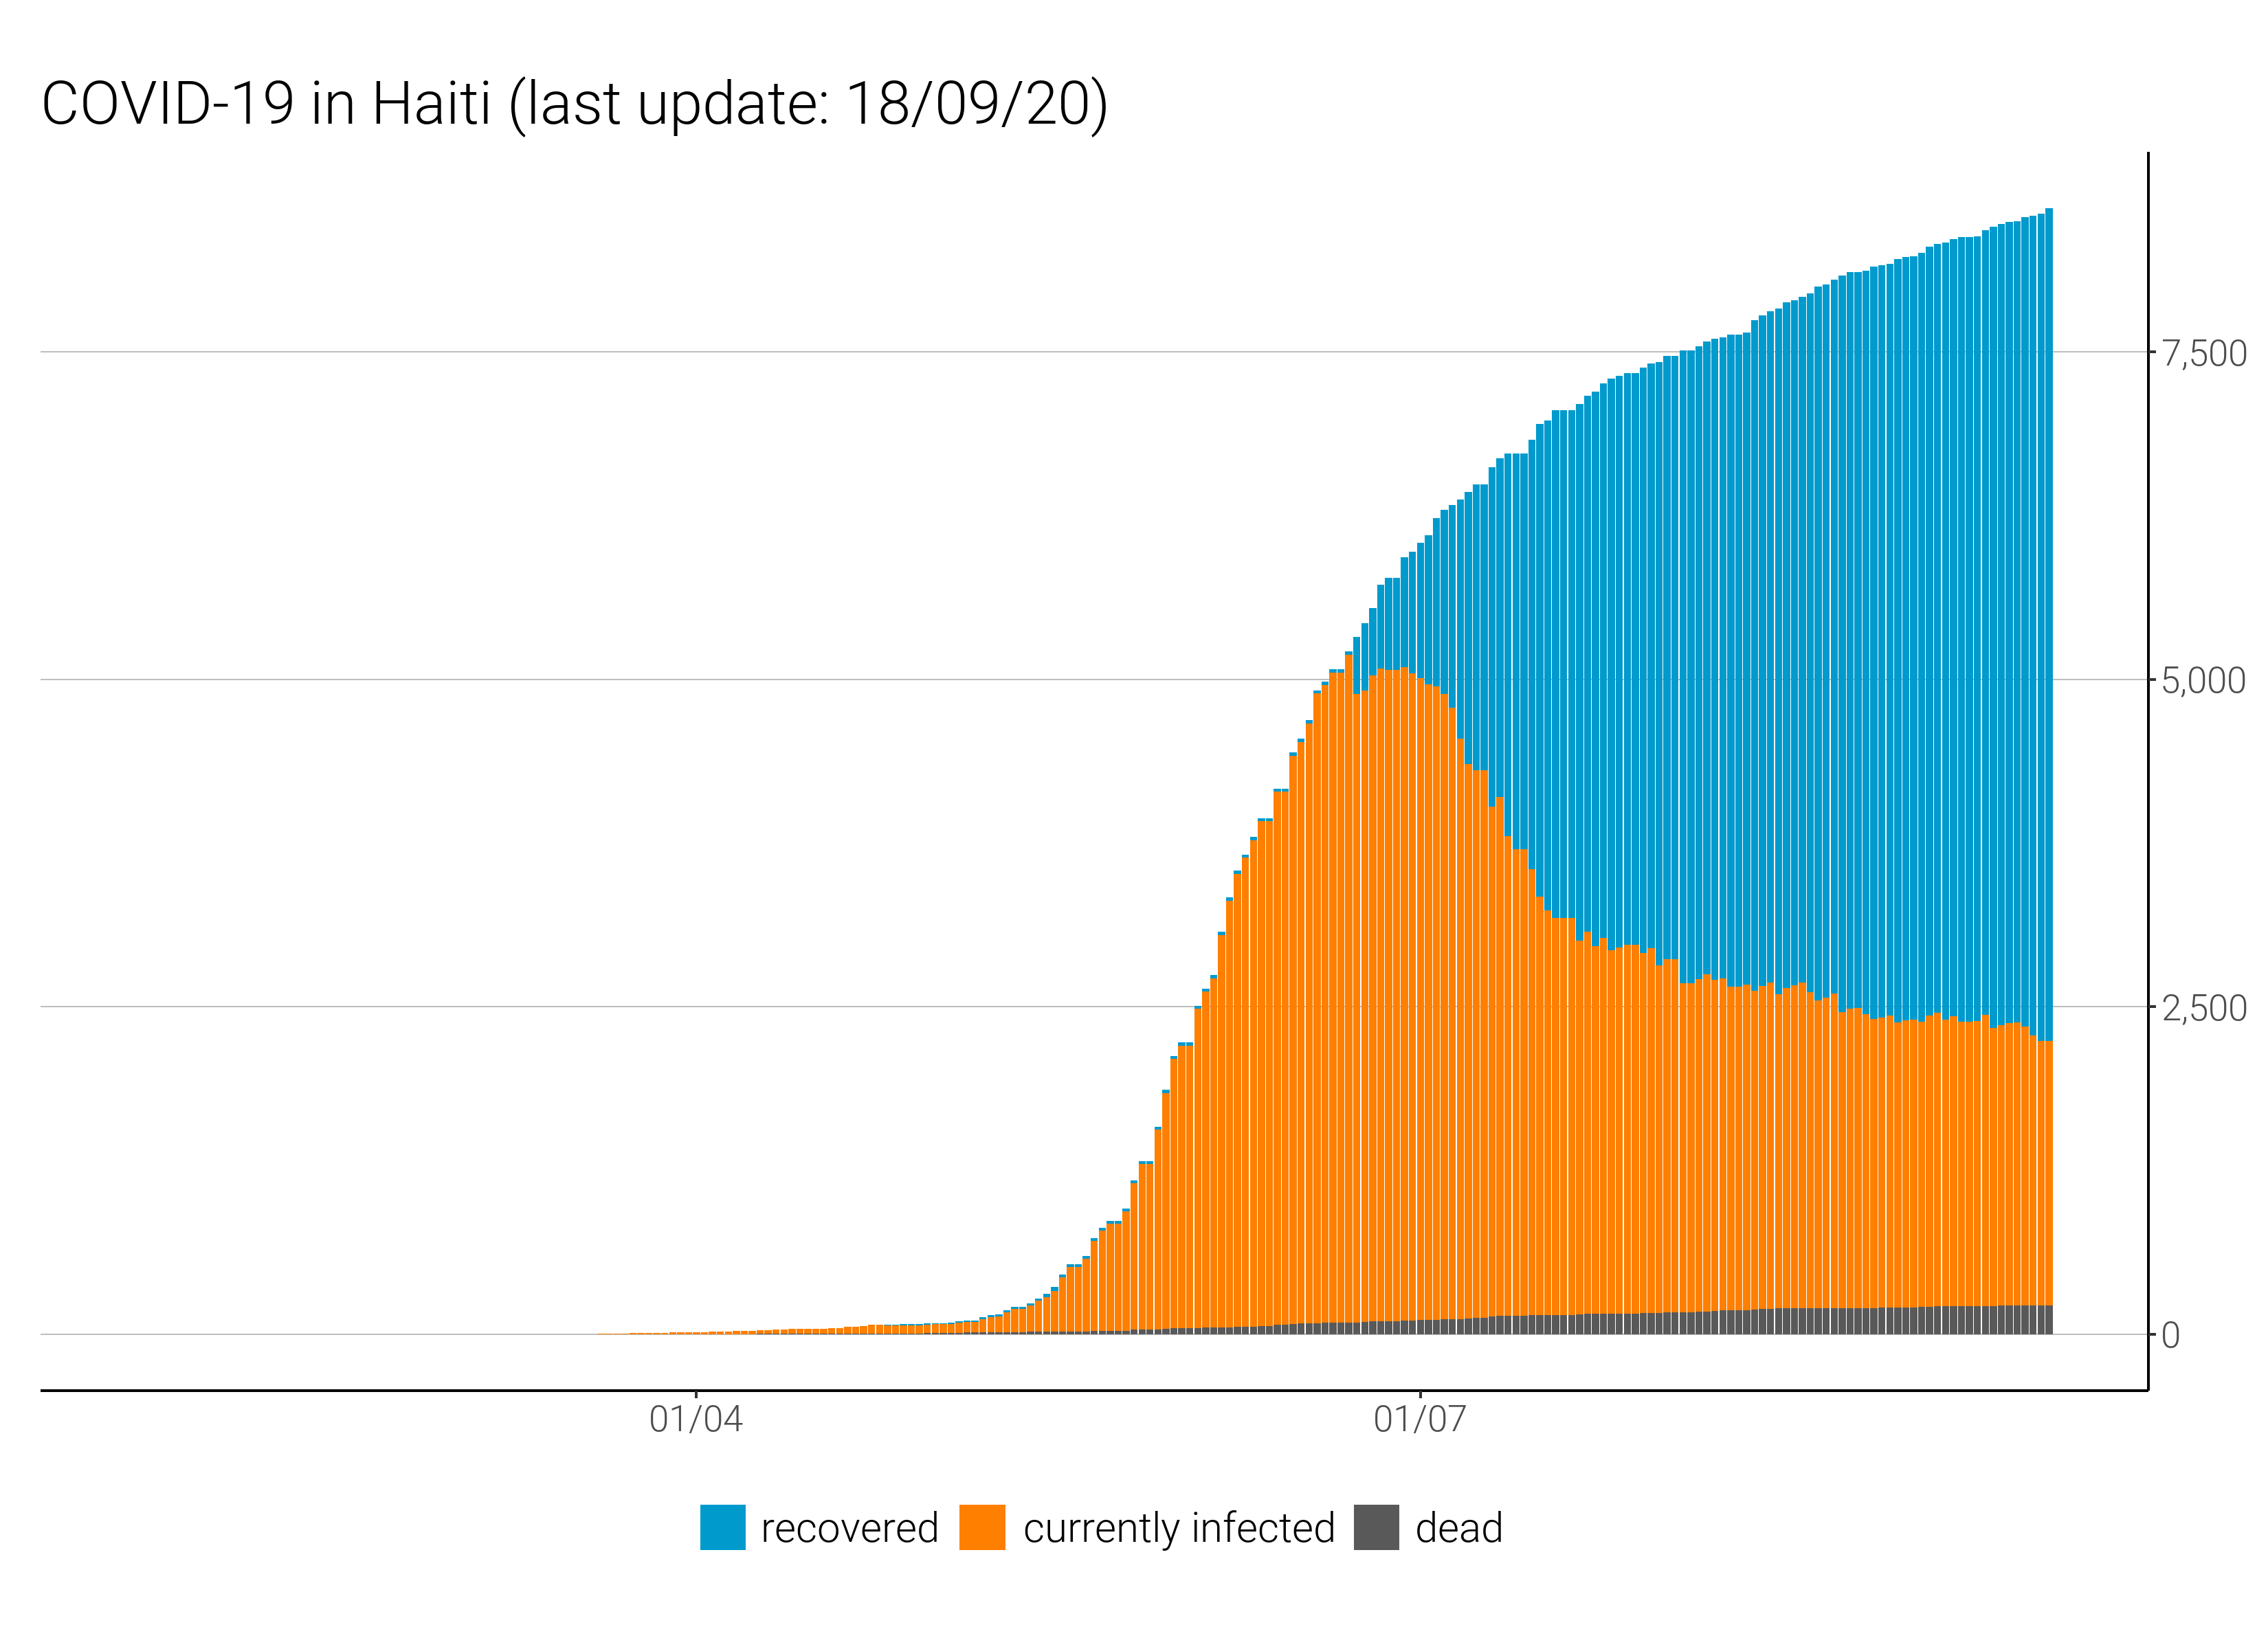 COVID-19 in Haiti (last update: 18/09/20)
7,500
5,000
2,500
0
01/04 01/07
recovered currently infected dead